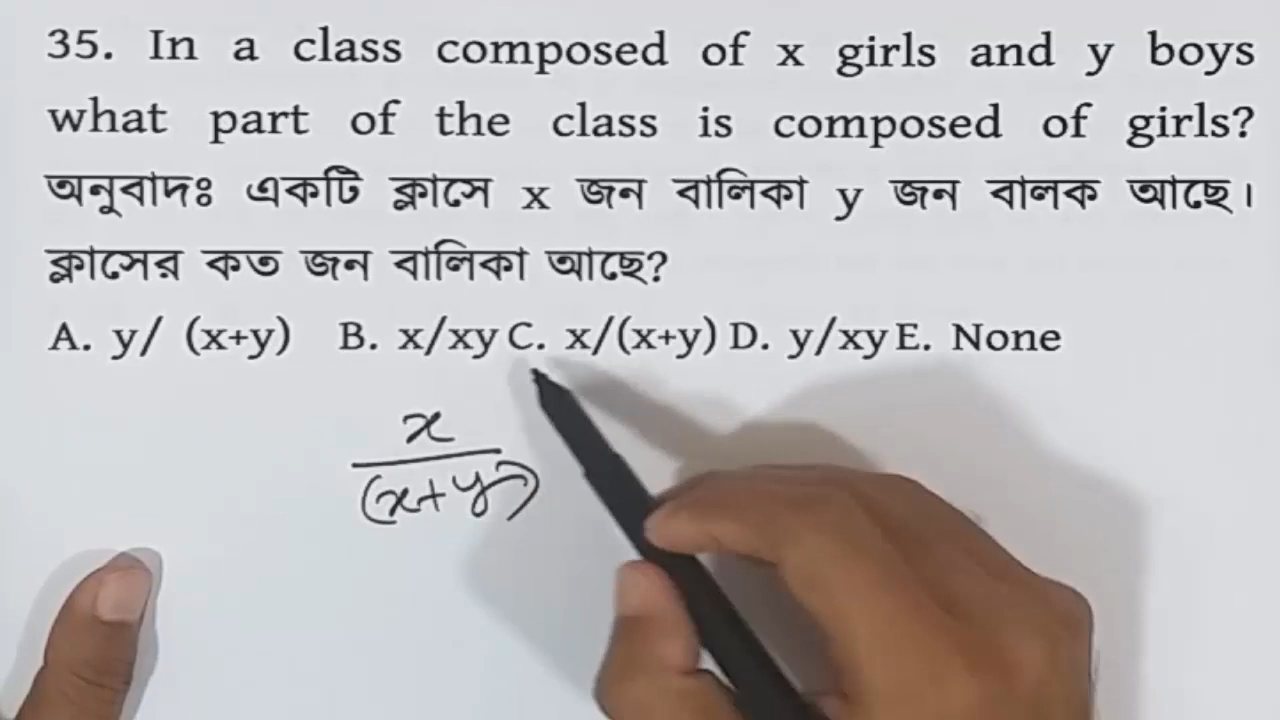 35. In a class composed of x girls and y boys
what part of the class is composed of girls?
অনুবাদঃ একটি ক্লাসে x জন বালিকা y জন বালক আছে।
ক্লাসের কত জন বালিকা আছে?
A. y/ (x+y) B. x/xy C. x/(x+y) D. y/xy E. None
x
(x+y)